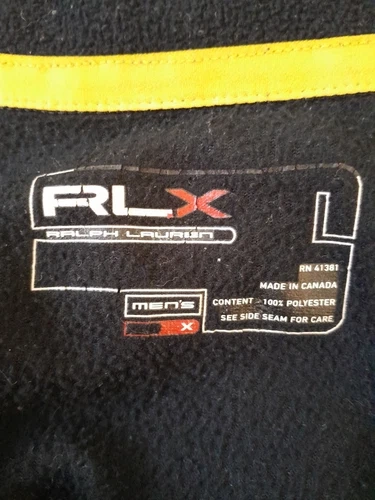 RLX
RALPH LAUREN
L
RN 41381
MADE IN CANADA
CONTENT - 100% POLYESTER
SEE SIDE SEAM FOR CARE
MEN'S
X